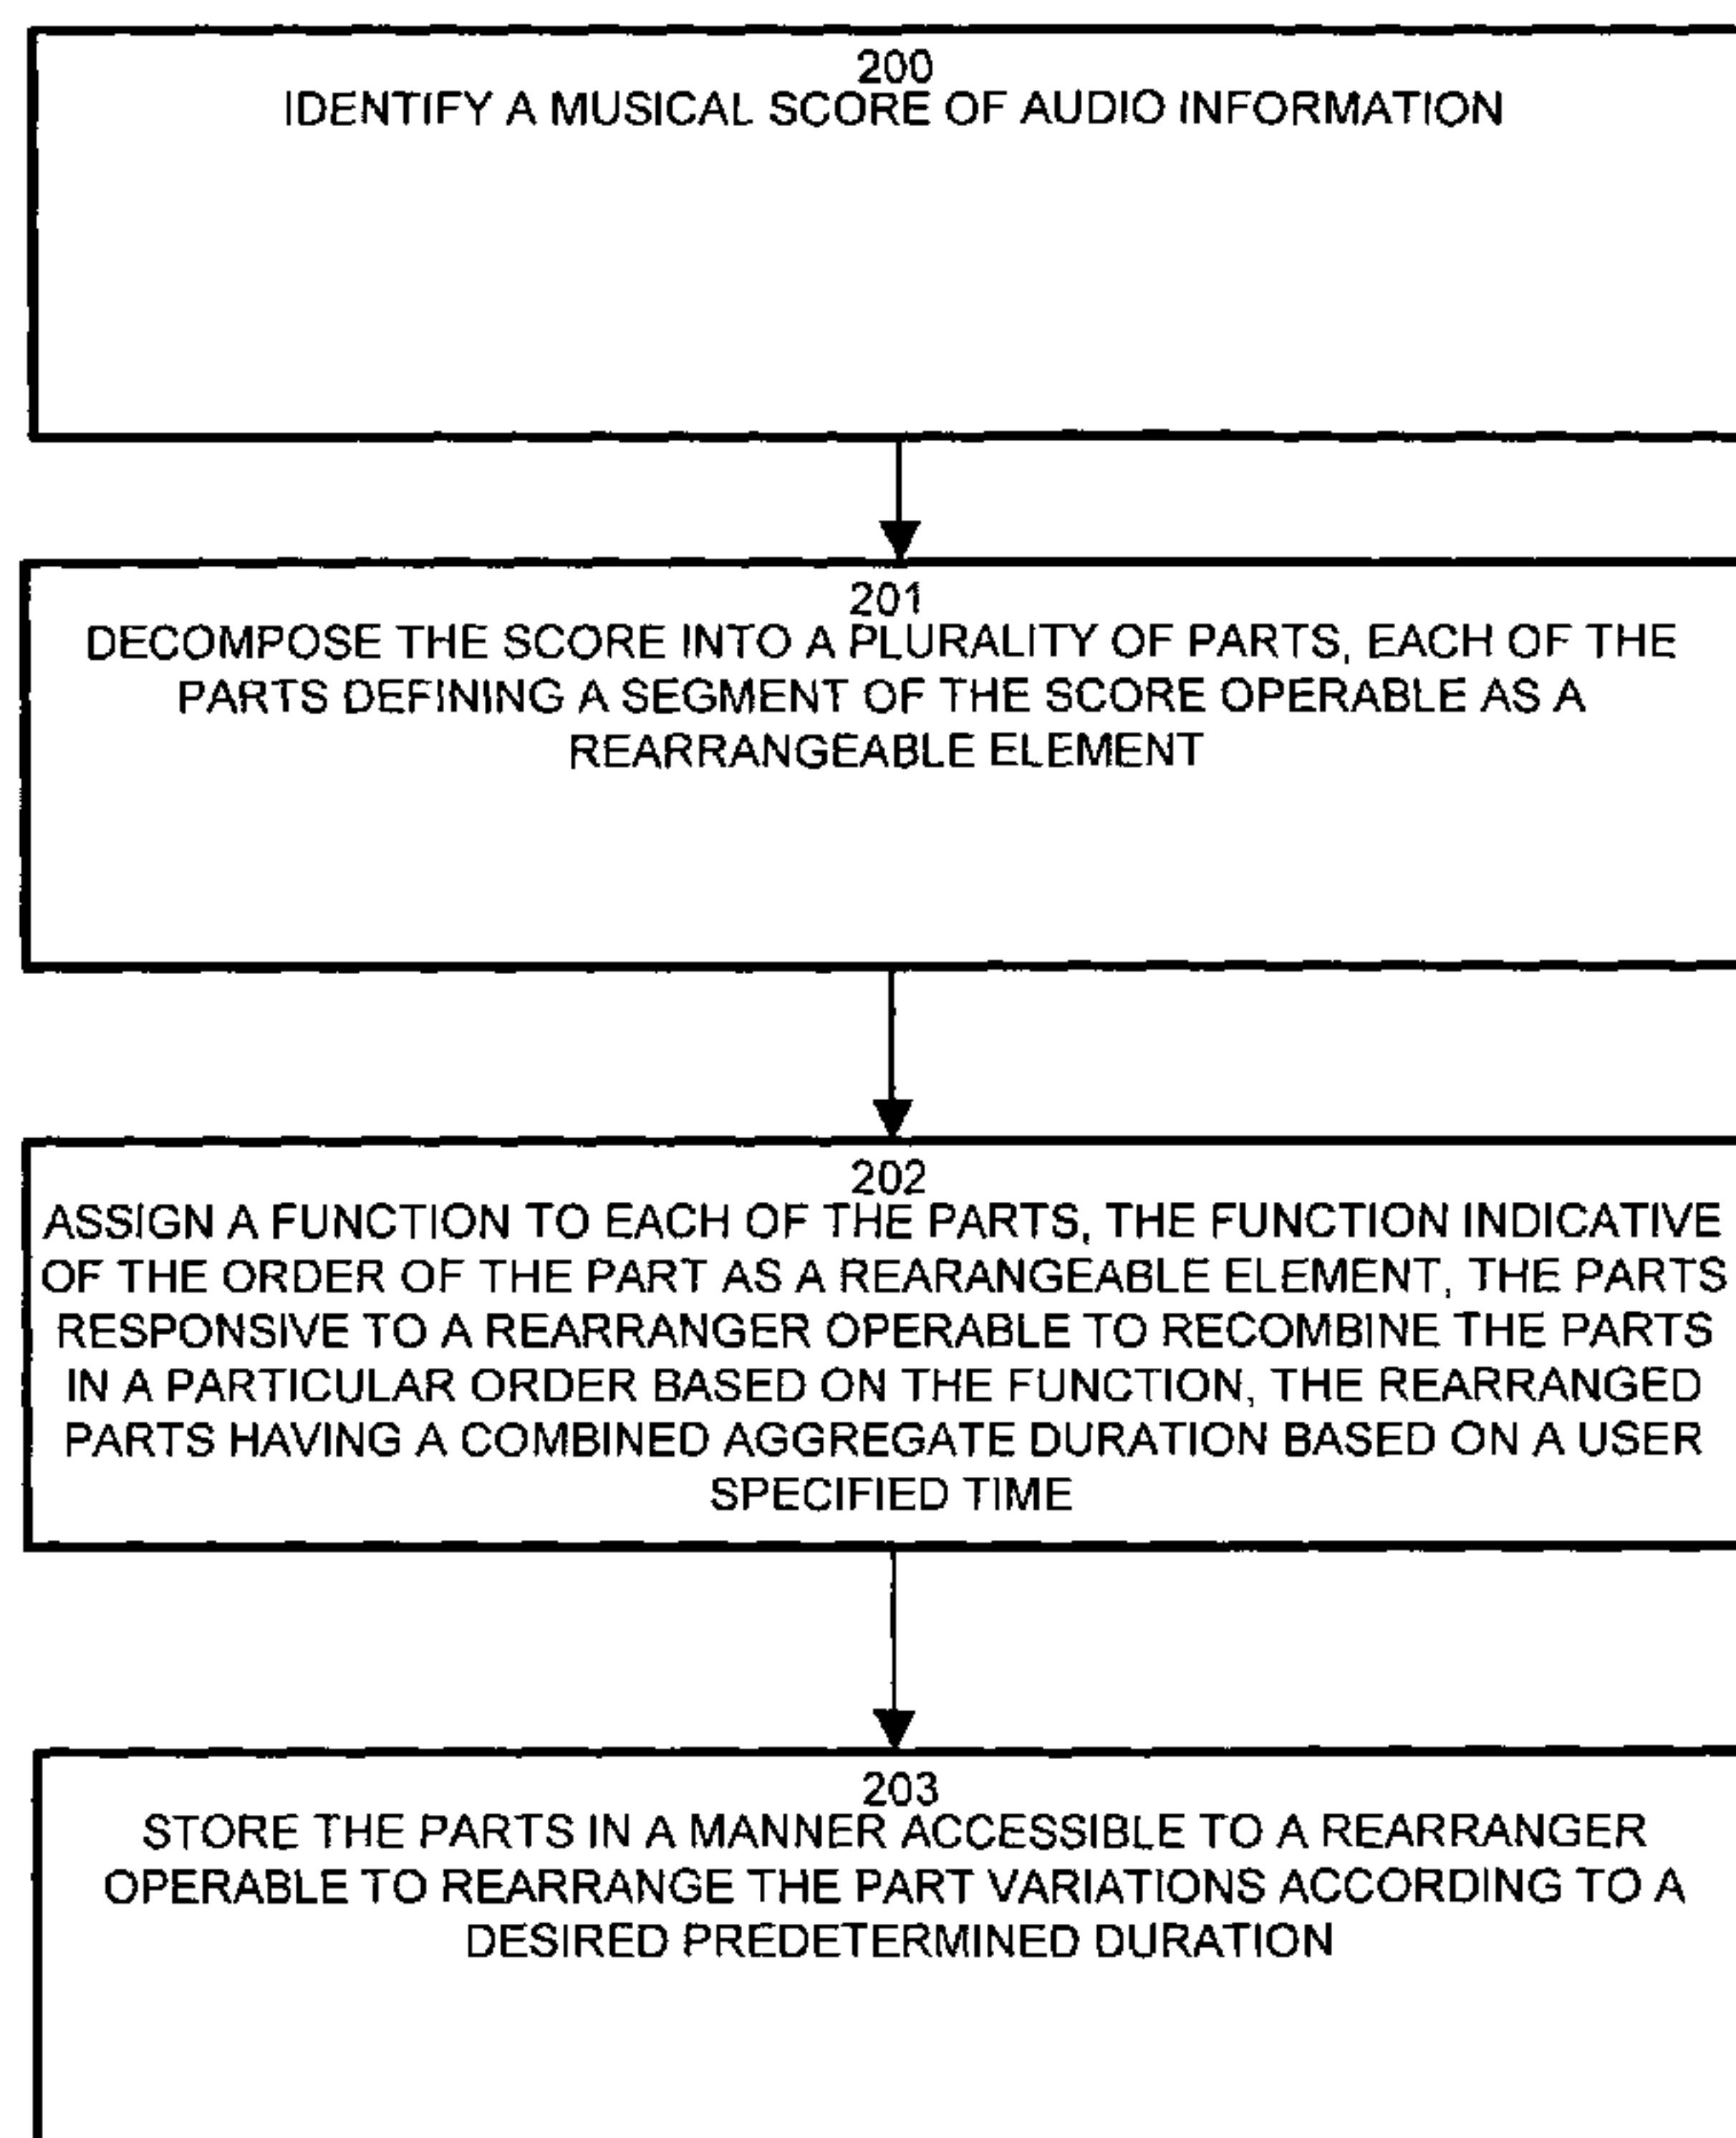 200
IDENTIFY A MUSICAL SCORE OF AUDIO INFORMATION
201
DECOMPOSE THE SCORE INTO A PLURALITY OF PARTS, EACH OF THE
PARTS DEFINING A SEGMENT OF THE SCORE OPERABLE AS A
REARRANGEABLE ELEMENT
202
ASSIGN A FUNCTION TO EACH OF THE PARTS, THE FUNCTION INDICATIVE
OF THE ORDER OF THE PART AS A REARANGEABLE ELEMENT, THE PARTS
RESPONSIVE TO A REARRANGER OPERABLE TO RECOMBINE THE PARTS
IN A PARTICULAR ORDER BASED ON THE FUNCTION, THE REARRANGED
PARTS HAVING A COMBINED AGGREGATE DURATION BASED ON A USER
SPECIFIED TIME
203
STORE THE PARTS IN A MANNER ACCESSIBLE TO A REARRANGER
OPERABLE TO REARRANGE THE PART VARIATIONS ACCORDING TO A
DESIRED PREDETERMINED DURATION